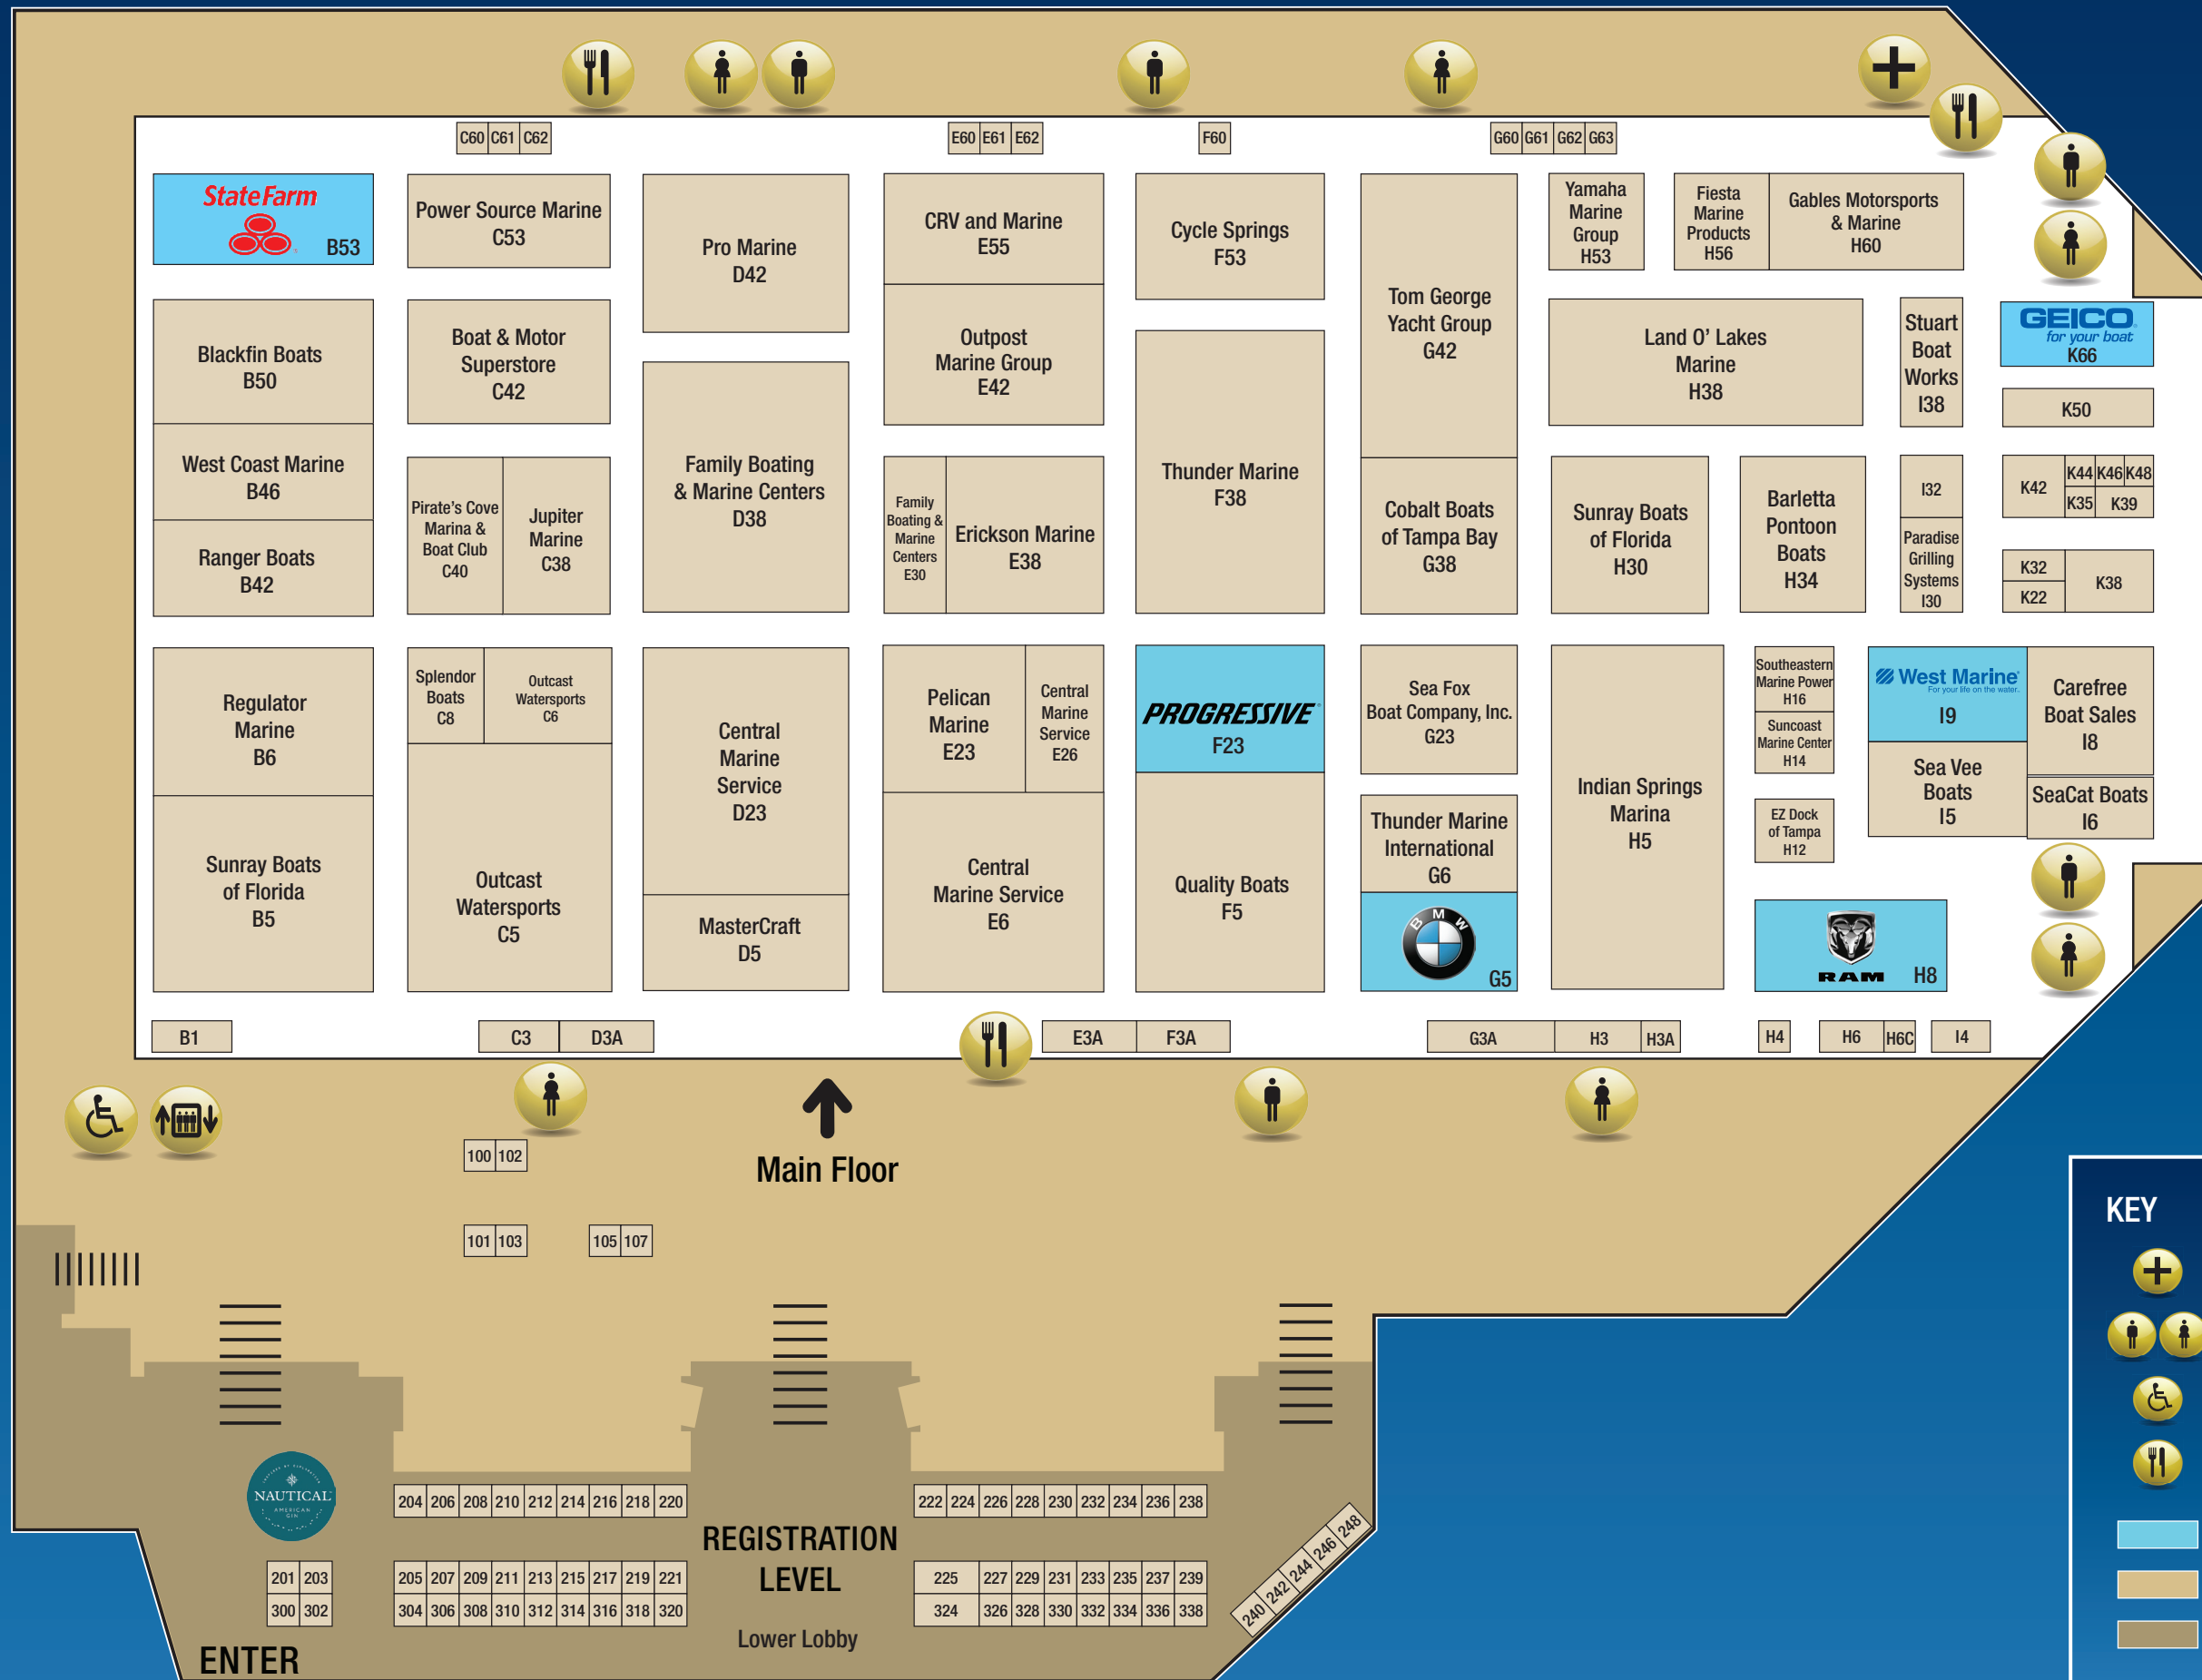 C60 C61 C62
E60 E61 E62
F60
G60 G61 G62 G63
StateFarm
B53
Power Source Marine
C53
Pro Marine
D42
CRV and Marine
E55
Cycle Springs
F53
Tom George
Yacht Group
G42
Yamaha
Marine
Group
H53
Fiesta
Marine
Products
H56
Gables Motorsports
& Marine
H60
Blackfin Boats
B50
Boat & Motor
Superstore
C42
Outpost
Marine Group
E42
Land O' Lakes
Marine
H38
Stuart
Boat
Works
I38
GEICO
for your boat
K66
K50
West Coast Marine
B46
Ranger Boats
B42
Pirate's Cove
Marina &
Boat Club
C40
Jupiter
Marine
C38
Family Boating
& Marine Centers
D38
Family
Boating &
Marine
Centers
E30
Erickson Marine
E38
Thunder Marine
F38
Cobalt Boats
of Tampa Bay
G38
Sunray Boats
of Florida
H30
Barletta
Pontoon
Boats
H34
I32
Paradise
Grilling
Systems
I30
K42
K44 K46 K48
K35 K39
K32
K22
K38
Regulator
Marine
B6
Sunray Boats
of Florida
B5
Splendor
Boats
C8
Outcast
Watersports
C6
Outcast
Watersports
C5
Central
Marine
Service
D23
MasterCraft
D5
Pelican
Marine
E23
Central
Marine
Service
E26
Central
Marine Service
E6
PROGRESSIVE
F23
Quality Boats
F5
Sea Fox
Boat Company, Inc.
G23
Thunder Marine
International
G6
BMW
G5
Indian Springs
Marina
H5
Southeastern
Marine Power
H16
Suncoast
Marine Center
H14
EZ Dock
of Tampa
H12
West Marine
For your life on the water.
I9
Carefree
Boat Sales
I8
Sea Vee
Boats
I5
SeaCat Boats
I6
RAM
H8
B1
C3 D3A
E3A F3A
G3A H3 H3A
H4
H6 H6C
I4
100 102
Main Floor
101 103
105 107
KEY
NAUTICAL
AMERICAN
GIN
204 206 208 210 212 214 216 218 220
222 224 226 228 230 232 234 236 238
REGISTRATION
LEVEL
240 242 244 246 248
201 203
300 302
205 207 209 211 213 215 217 219 221
304 306 308 310 312 314 316 318 320
225 227 229 231 233 235 237 239
324 326 328 330 332 334 336 338
Lower Lobby
ENTER